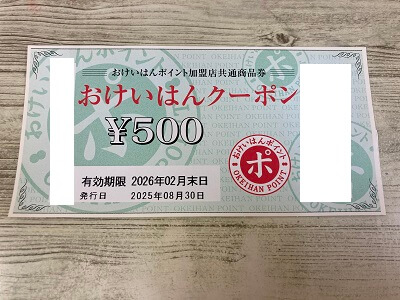 おけいはんポイント加盟店共通商品券
おけいはんクーポン
¥500
有効期限 2026年02月末日
発行日 2025年08月30日
おけいはんポイント
ポ
OKEIHAN POINT